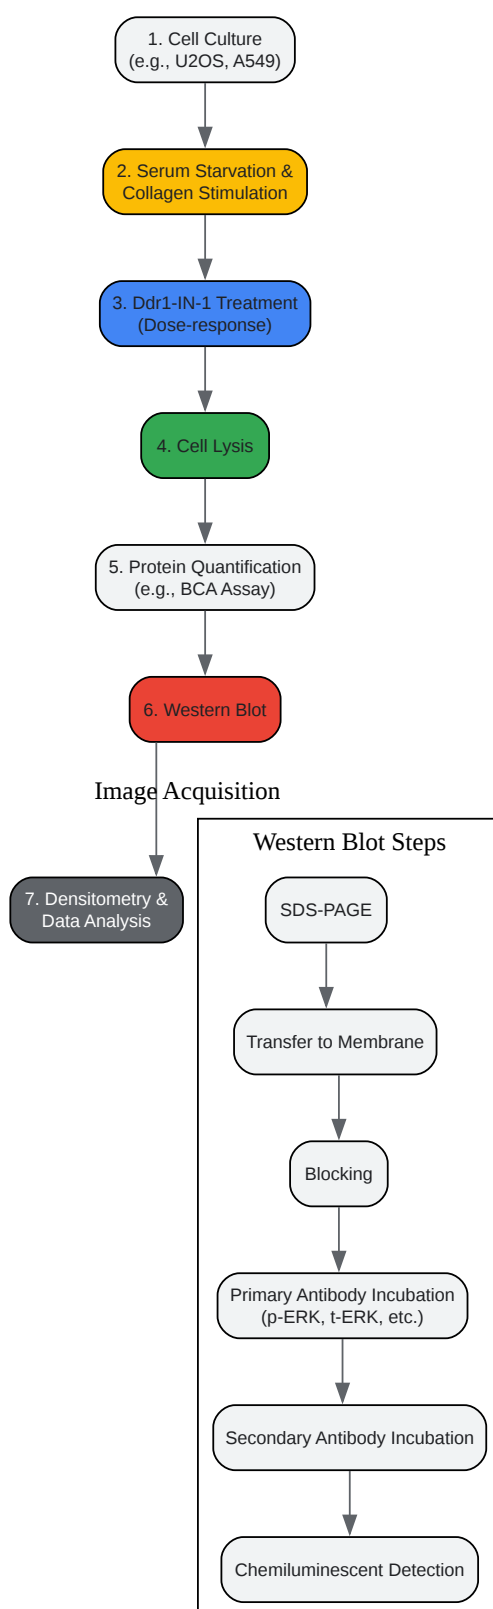 1. Cell Culture
(e.g., U2OS, A549)
2. Serum Starvation &
Collagen Stimulation
3. Ddr1-IN-1 Treatment
(Dose-response)
4. Cell Lysis
5. Protein Quantification
(e.g., BCA Assay)
6. Western Blot
Image Acquisition
7. Densitometry &
Data Analysis
Western Blot Steps
SDS-PAGE
Transfer to Membrane
Blocking
Primary Antibody Incubation
(p-ERK, t-ERK, etc.)
Secondary Antibody Incubation
Chemiluminescent Detection